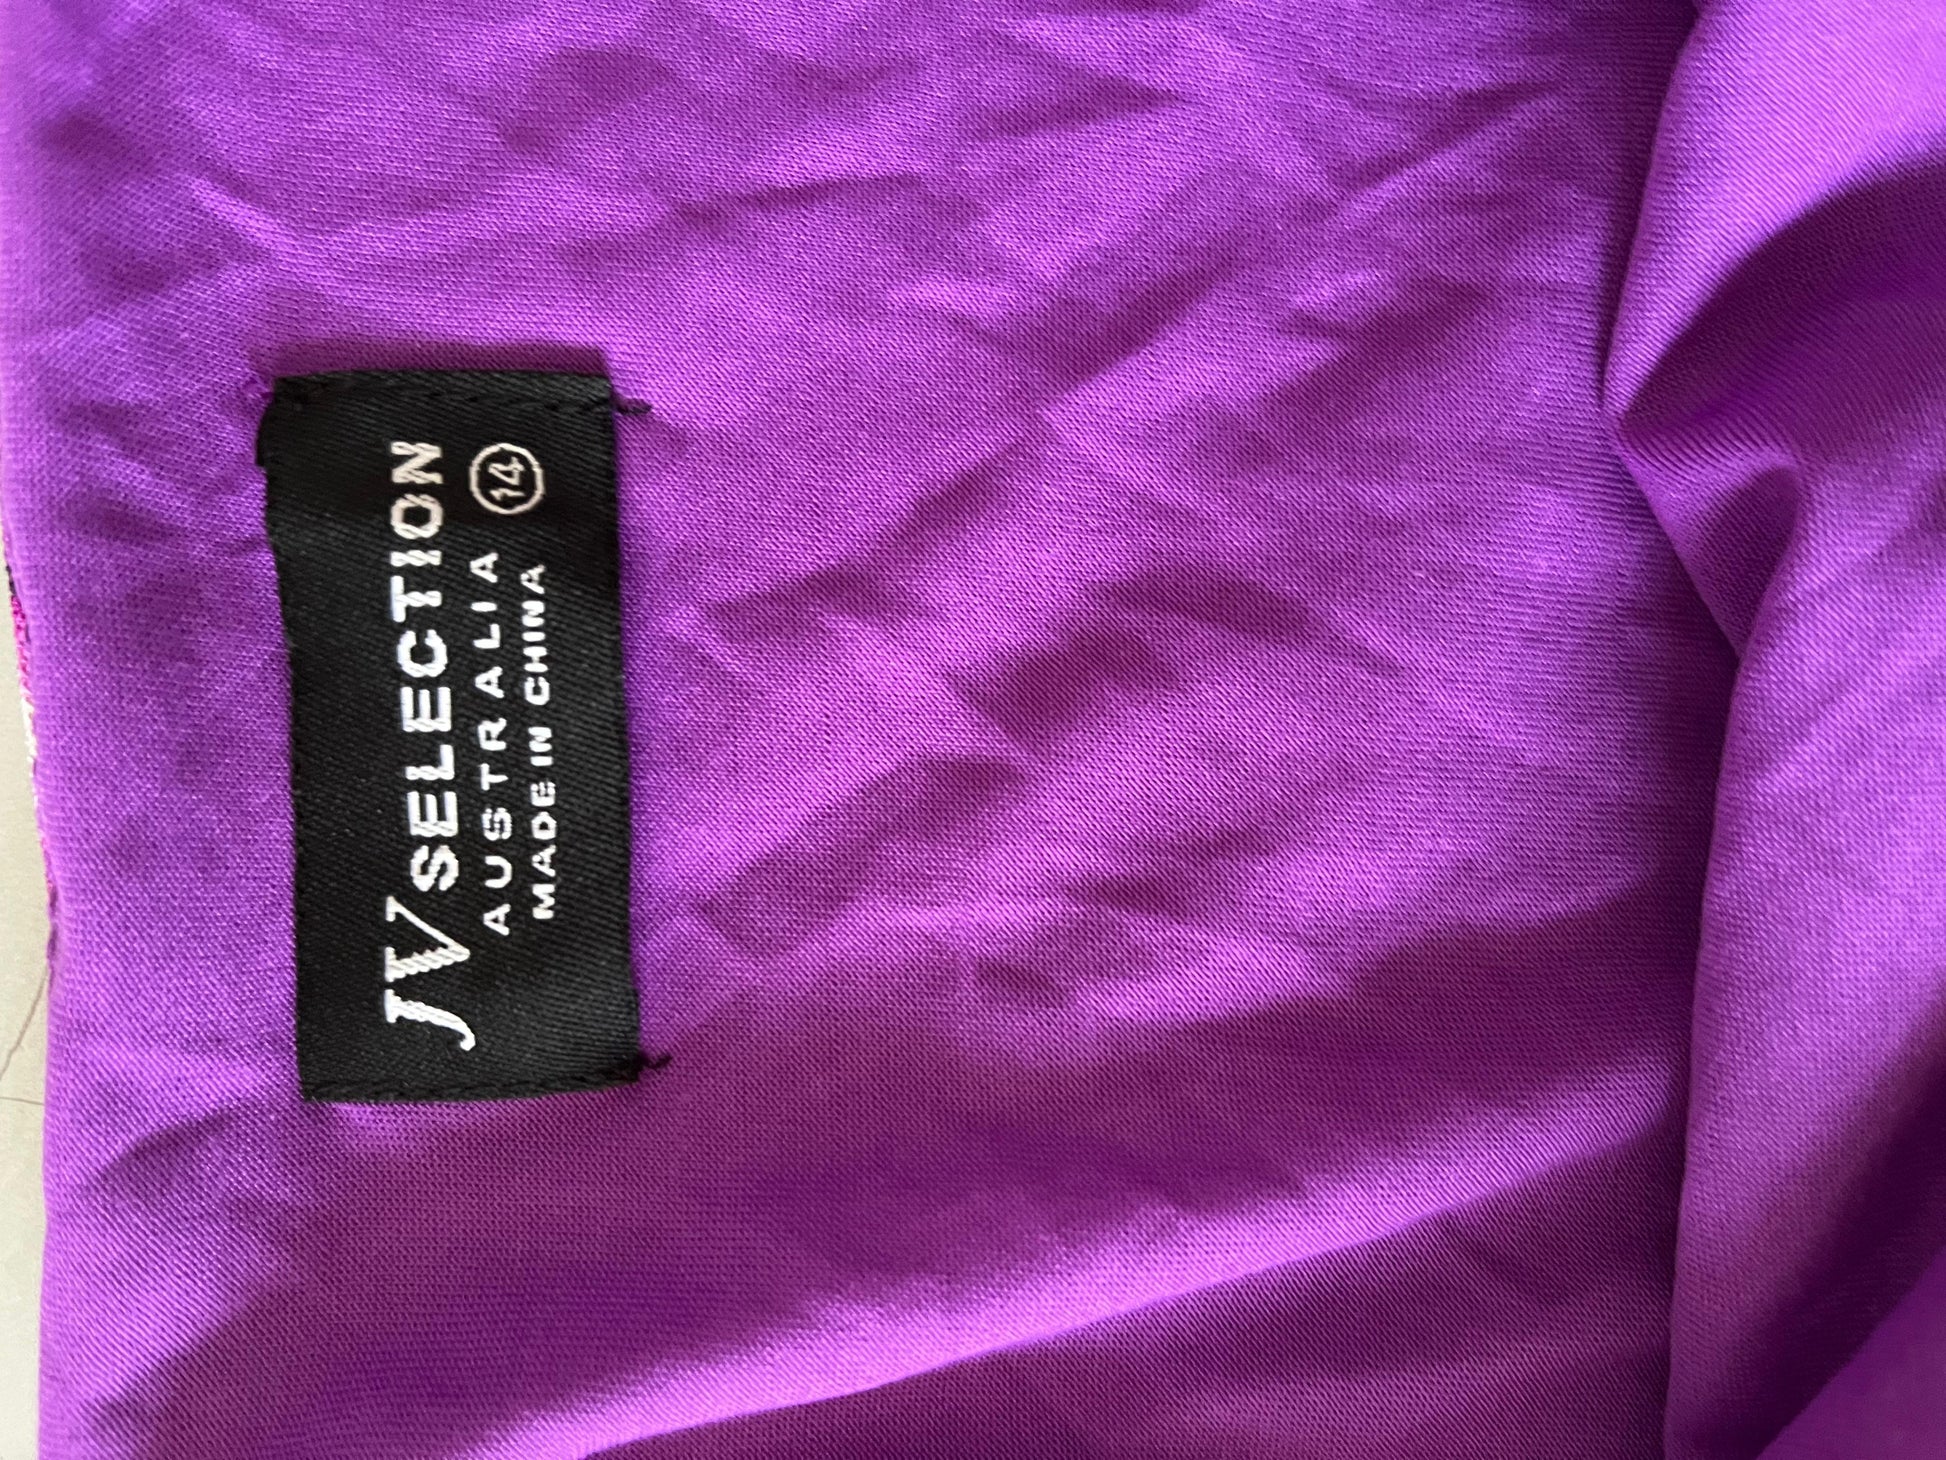 JV SELECTION
AUSTRALIA 14
MADE IN CHINA